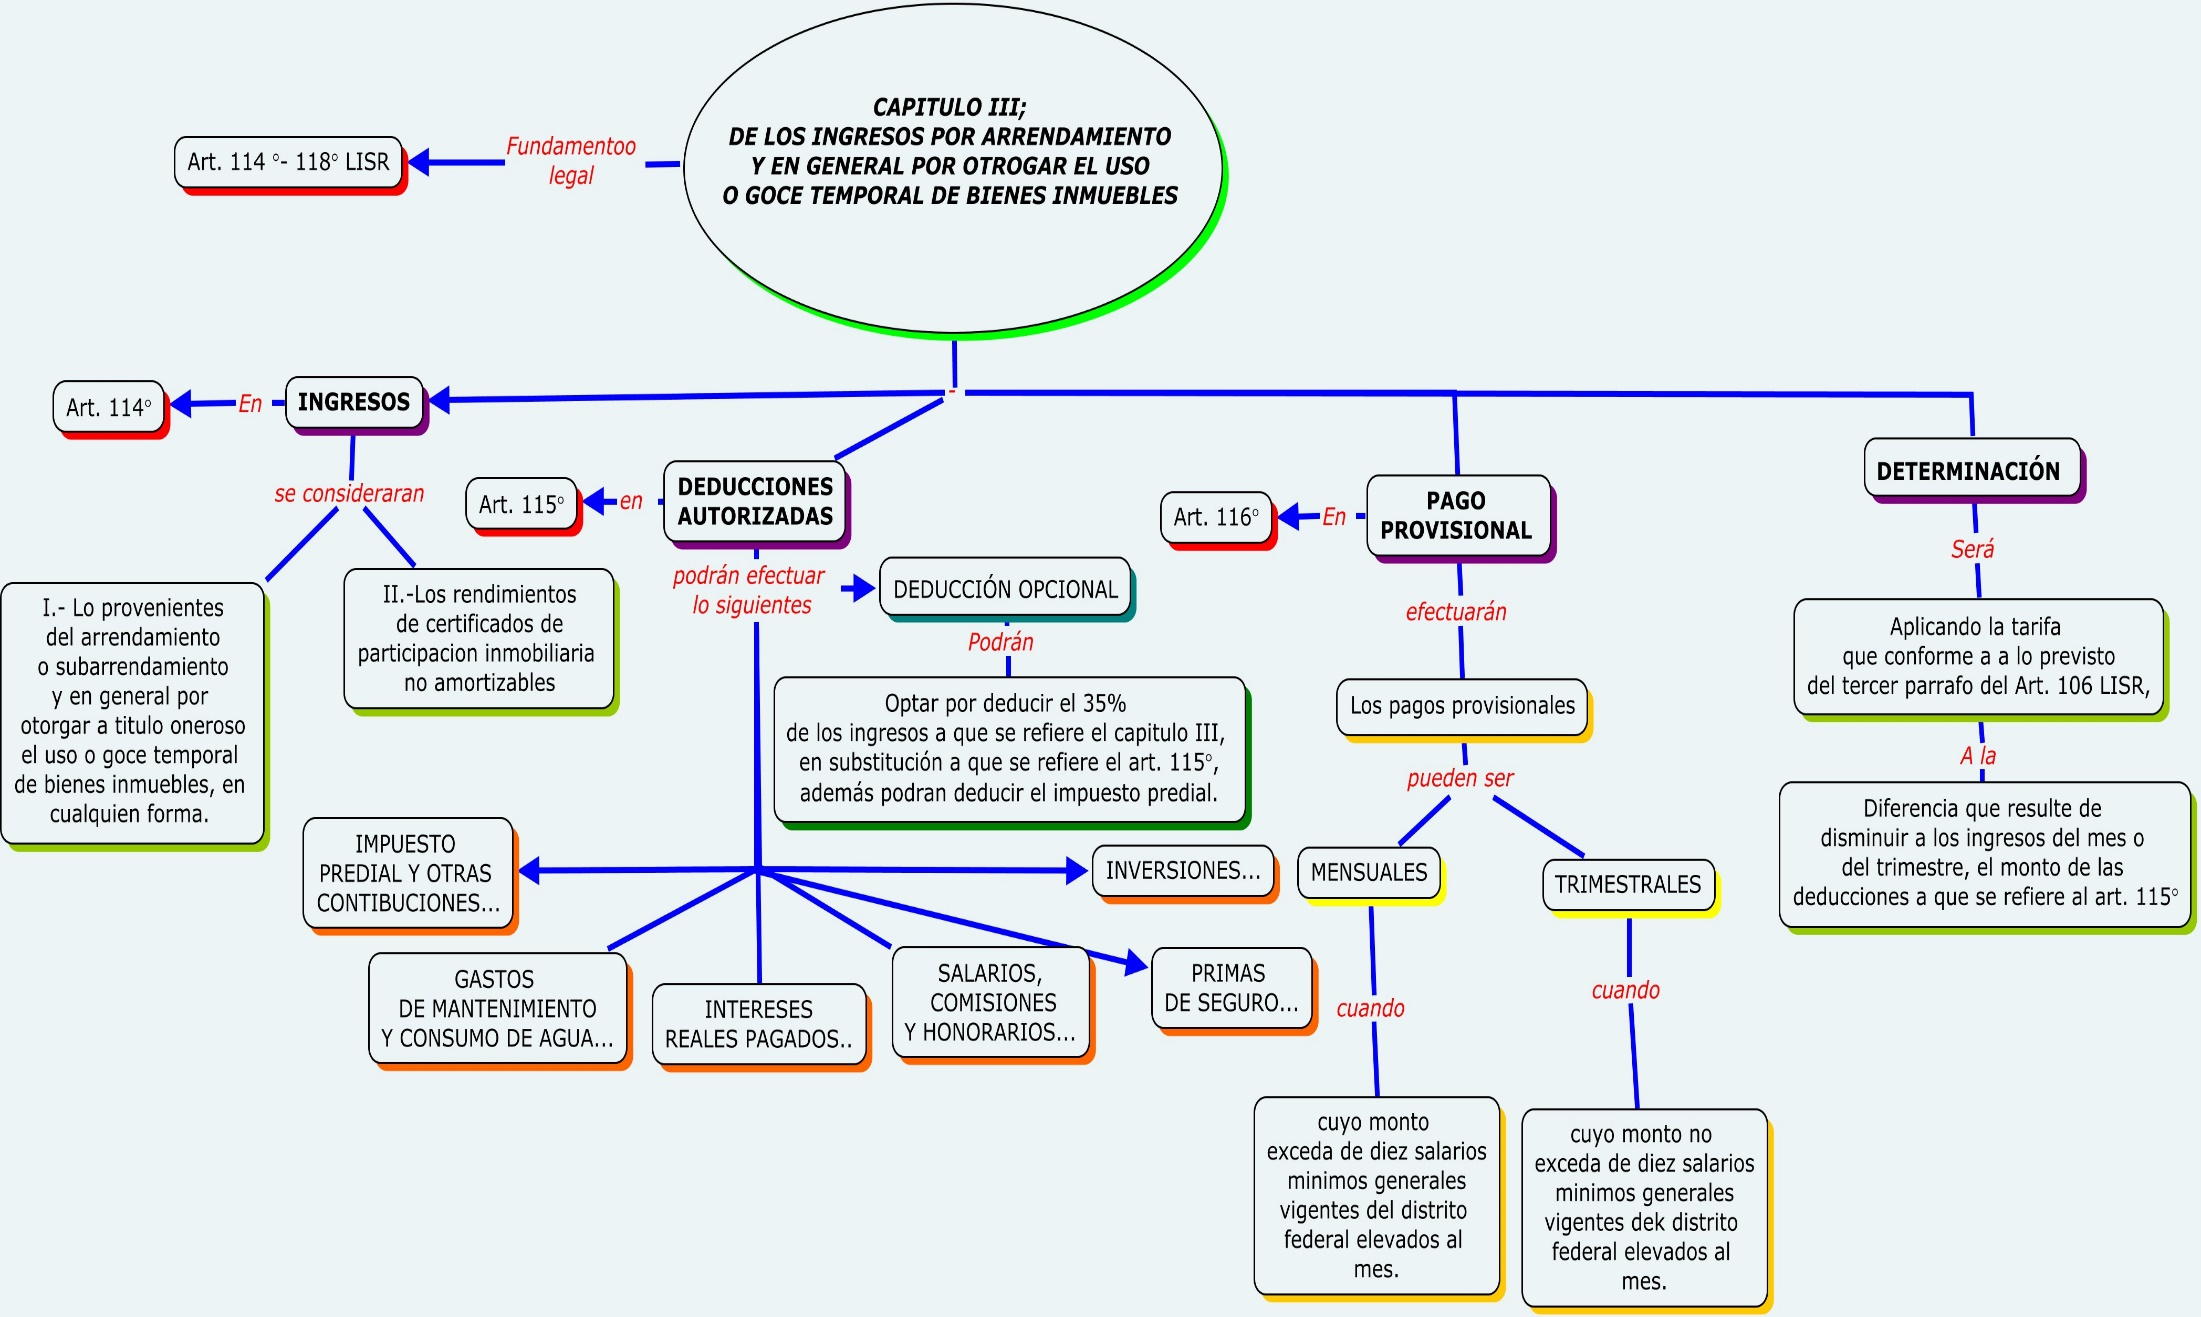 CAPITULO III;
DE LOS INGRESOS POR ARRENDAMIENTO
Y EN GENERAL POR OTROGAR EL USO
O GOCE TEMPORAL DE BIENES INMUEBLES
Fundamentoo
legal
Art. 114 °- 118° LISR
-
INGRESOS
En
Art. 114°
se consideraran
I.- Lo provenientes
del arrendamiento
o subarrendamiento
y en general por
otorgar a titulo oneroso
el uso o goce temporal
de bienes inmuebles, en
cualquien forma.
II.-Los rendimientos
de certificados de
participacion inmobiliaria
no amortizables
DEDUCCIONES
AUTORIZADAS
en
Art. 115°
podrán efectuar
lo siguientes
DEDUCCIÓN OPCIONAL
Podrán
Optar por deducir el 35%
de los ingresos a que se refiere el capitulo III,
en substitución a que se refiere el art. 115°,
además podran deducir el impuesto predial.
IMPUESTO
PREDIAL Y OTRAS
CONTIBUCIONES...
GASTOS
DE MANTENIMIENTO
Y CONSUMO DE AGUA...
INTERESES
REALES PAGADOS..
SALARIOS,
COMISIONES
Y HONORARIOS...
PRIMAS
DE SEGURO...
INVERSIONES...
PAGO
PROVISIONAL
En
Art. 116°
efectuarán
Los pagos provisionales
pueden ser
MENSUALES
cuando
cuyo monto
exceda de diez salarios
minimos generales
vigentes del distrito
federal elevados al
mes.
TRIMESTRALES
cuando
cuyo monto no
exceda de diez salarios
minimos generales
vigentes dek distrito
federal elevados al
mes.
DETERMINACIÓN
Será
Aplicando la tarifa
que conforme a a lo previsto
del tercer parrafo del Art. 106 LISR,
A la
Diferencia que resulte de
disminuir a los ingresos del mes o
del trimestre, el monto de las
deducciones a que se refiere al art. 115°